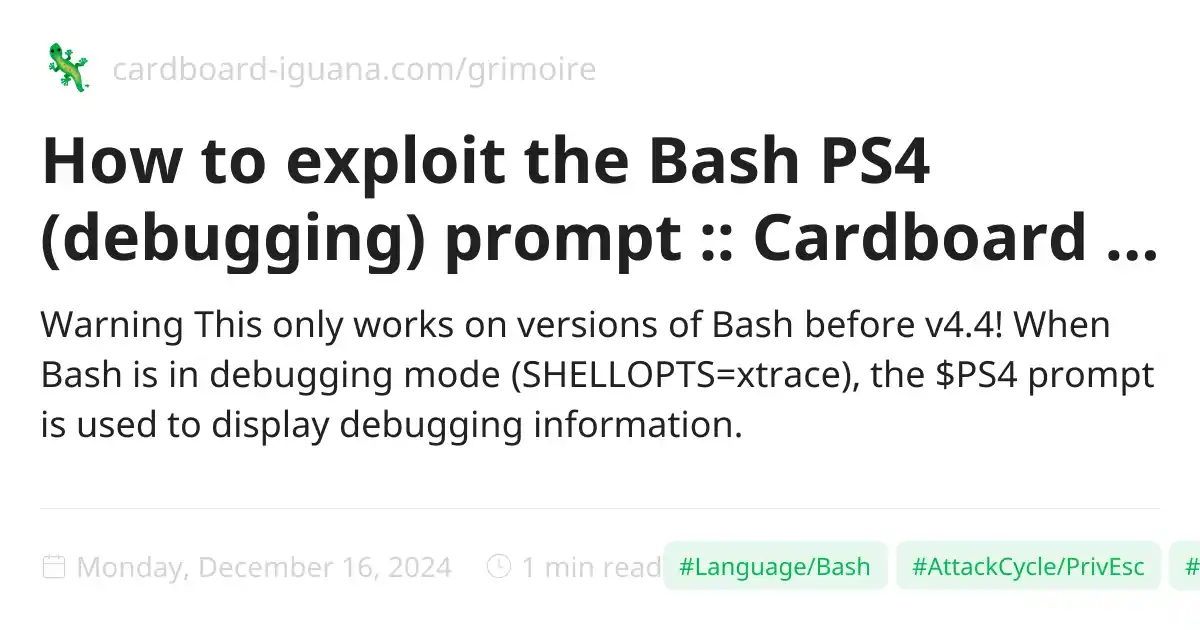 cardboard-iguana.com/grimoire
How to exploit the Bash PS4
(debugging) prompt :: Cardboard ...
Warning This only works on versions of Bash before v4.4! When
Bash is in debugging mode (SHELLOPTS=xtrace), the $PS4 prompt
is used to display debugging information.
Monday, December 16, 2024 1 min read #Language/Bash #AttackCycle/PrivEsc #